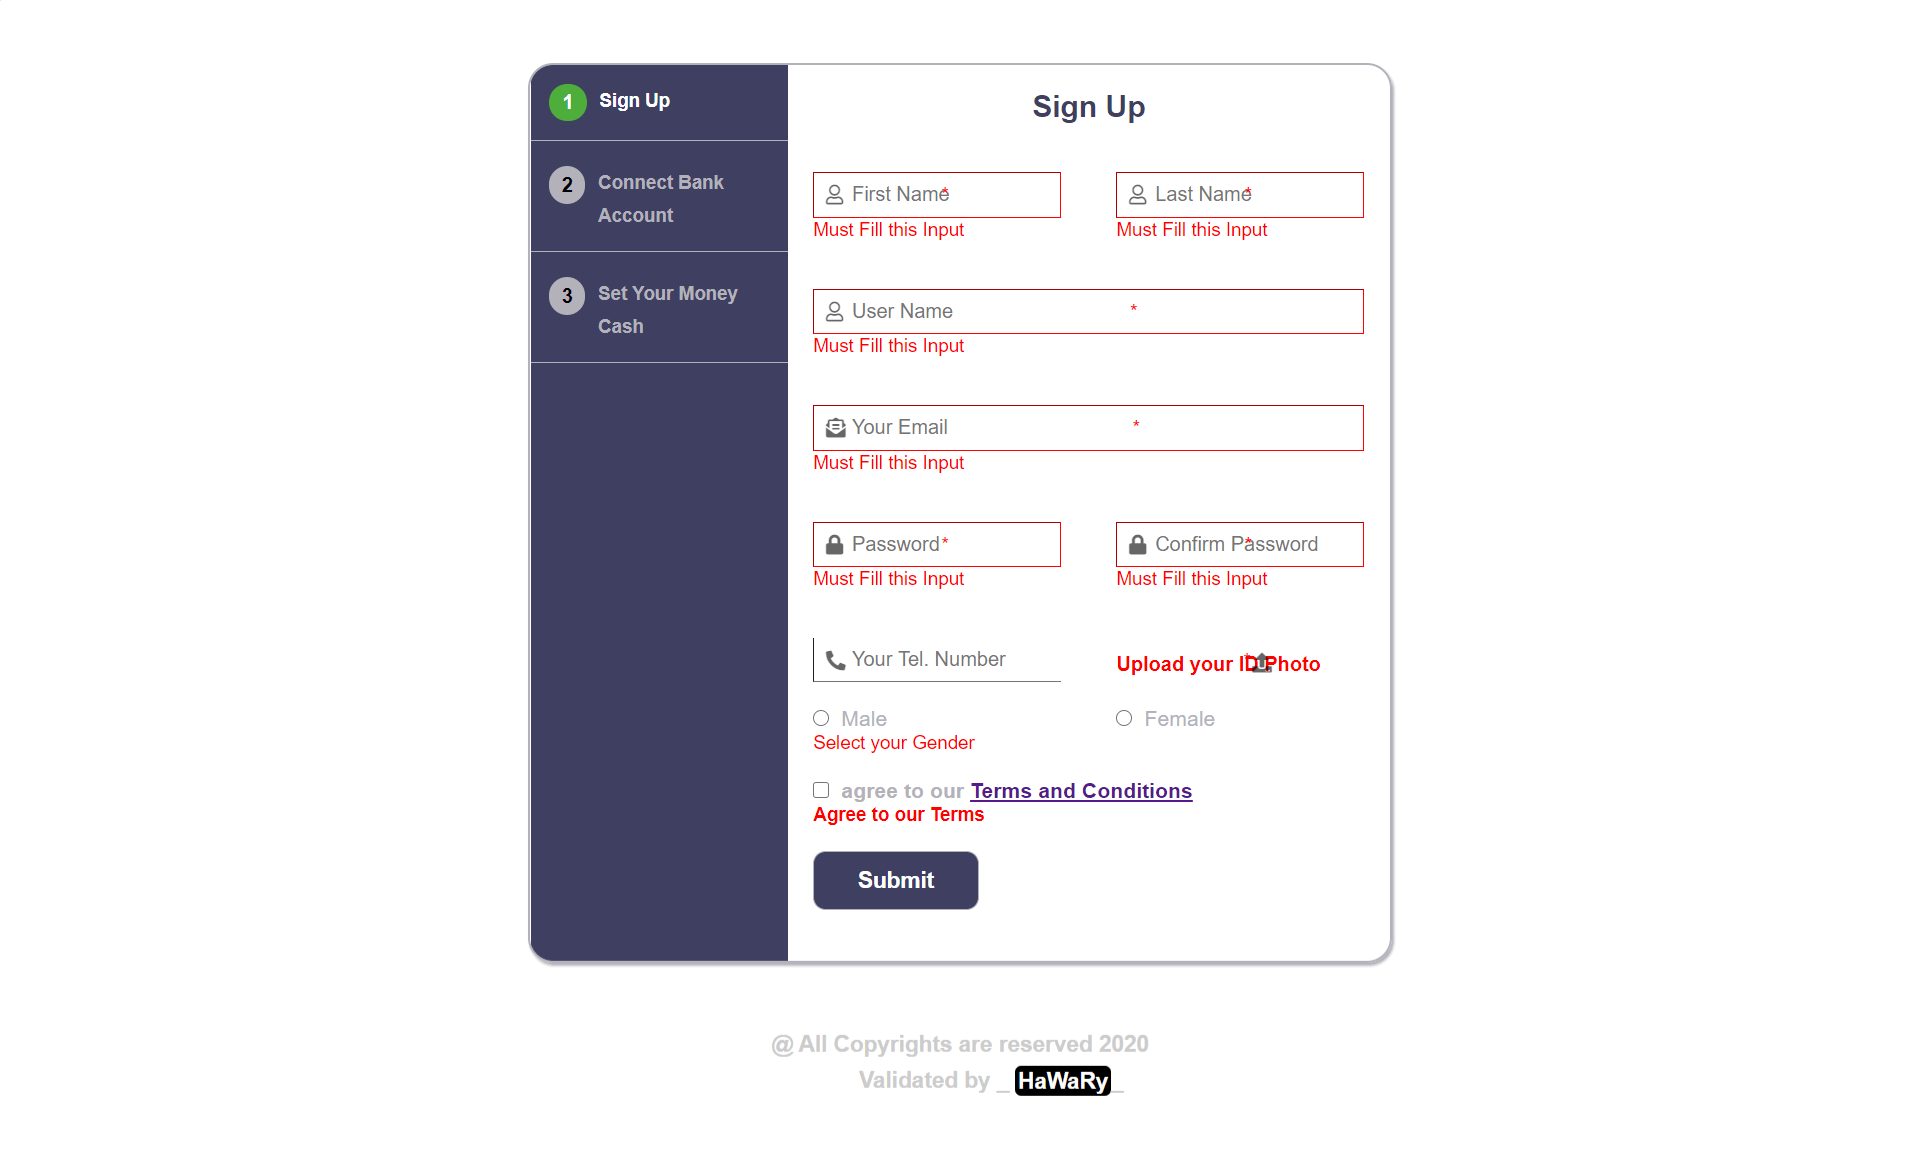 1 Sign Up
2 Connect Bank
Account
3 Set Your Money
Cash
Sign Up
First Name* Last Name*
Must Fill this Input Must Fill this Input
User Name *
Must Fill this Input
Your Email *
Must Fill this Input
Password* Confirm Password*
Must Fill this Input Must Fill this Input
Your Tel. Number Upload your ID Photo*
Male Female
Select your Gender
agree to our Terms and Conditions
Agree to our Terms
Submit
@ All Copyrights are reserved 2020
Validated by _ HaWaRy _